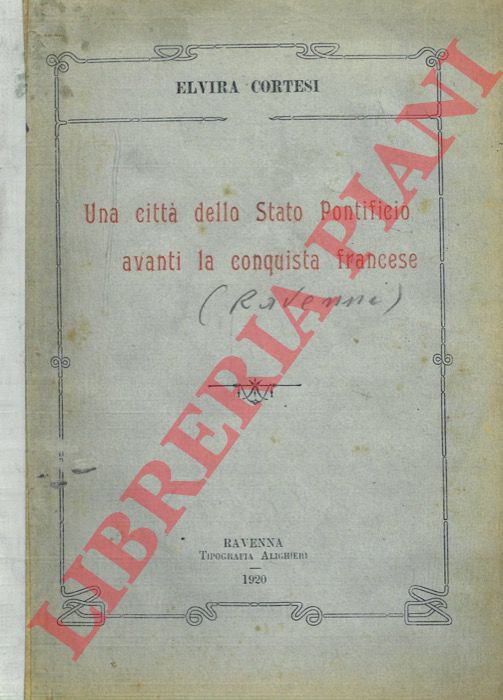 ELVIRA CORTESI
Una città dello Stato Pontificio
avanti la conquista francese
(Ravenna)
RAVENNA
TIPOGRAFIA ALIGHIERI
1920
LIBRERIA PIANI